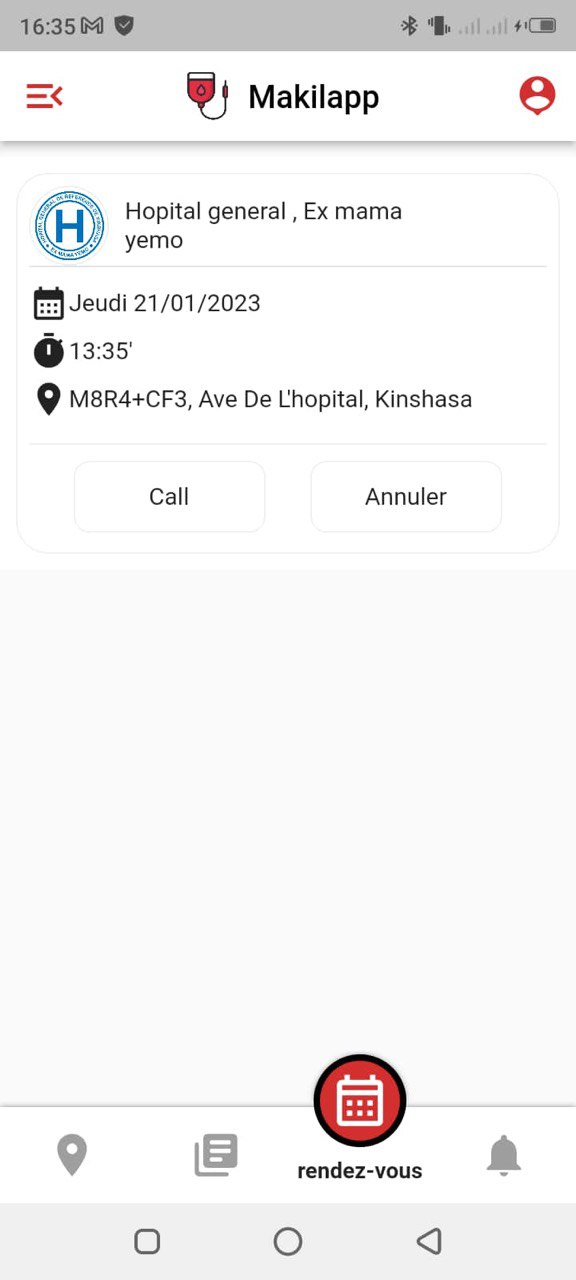 16:35
Makilapp
Hopital general , Ex mama
yemo
H
Jeudi 21/01/2023
13:35'
M8R4+CF3, Ave De L'hopital, Kinshasa
Call
Annuler
rendez-vous